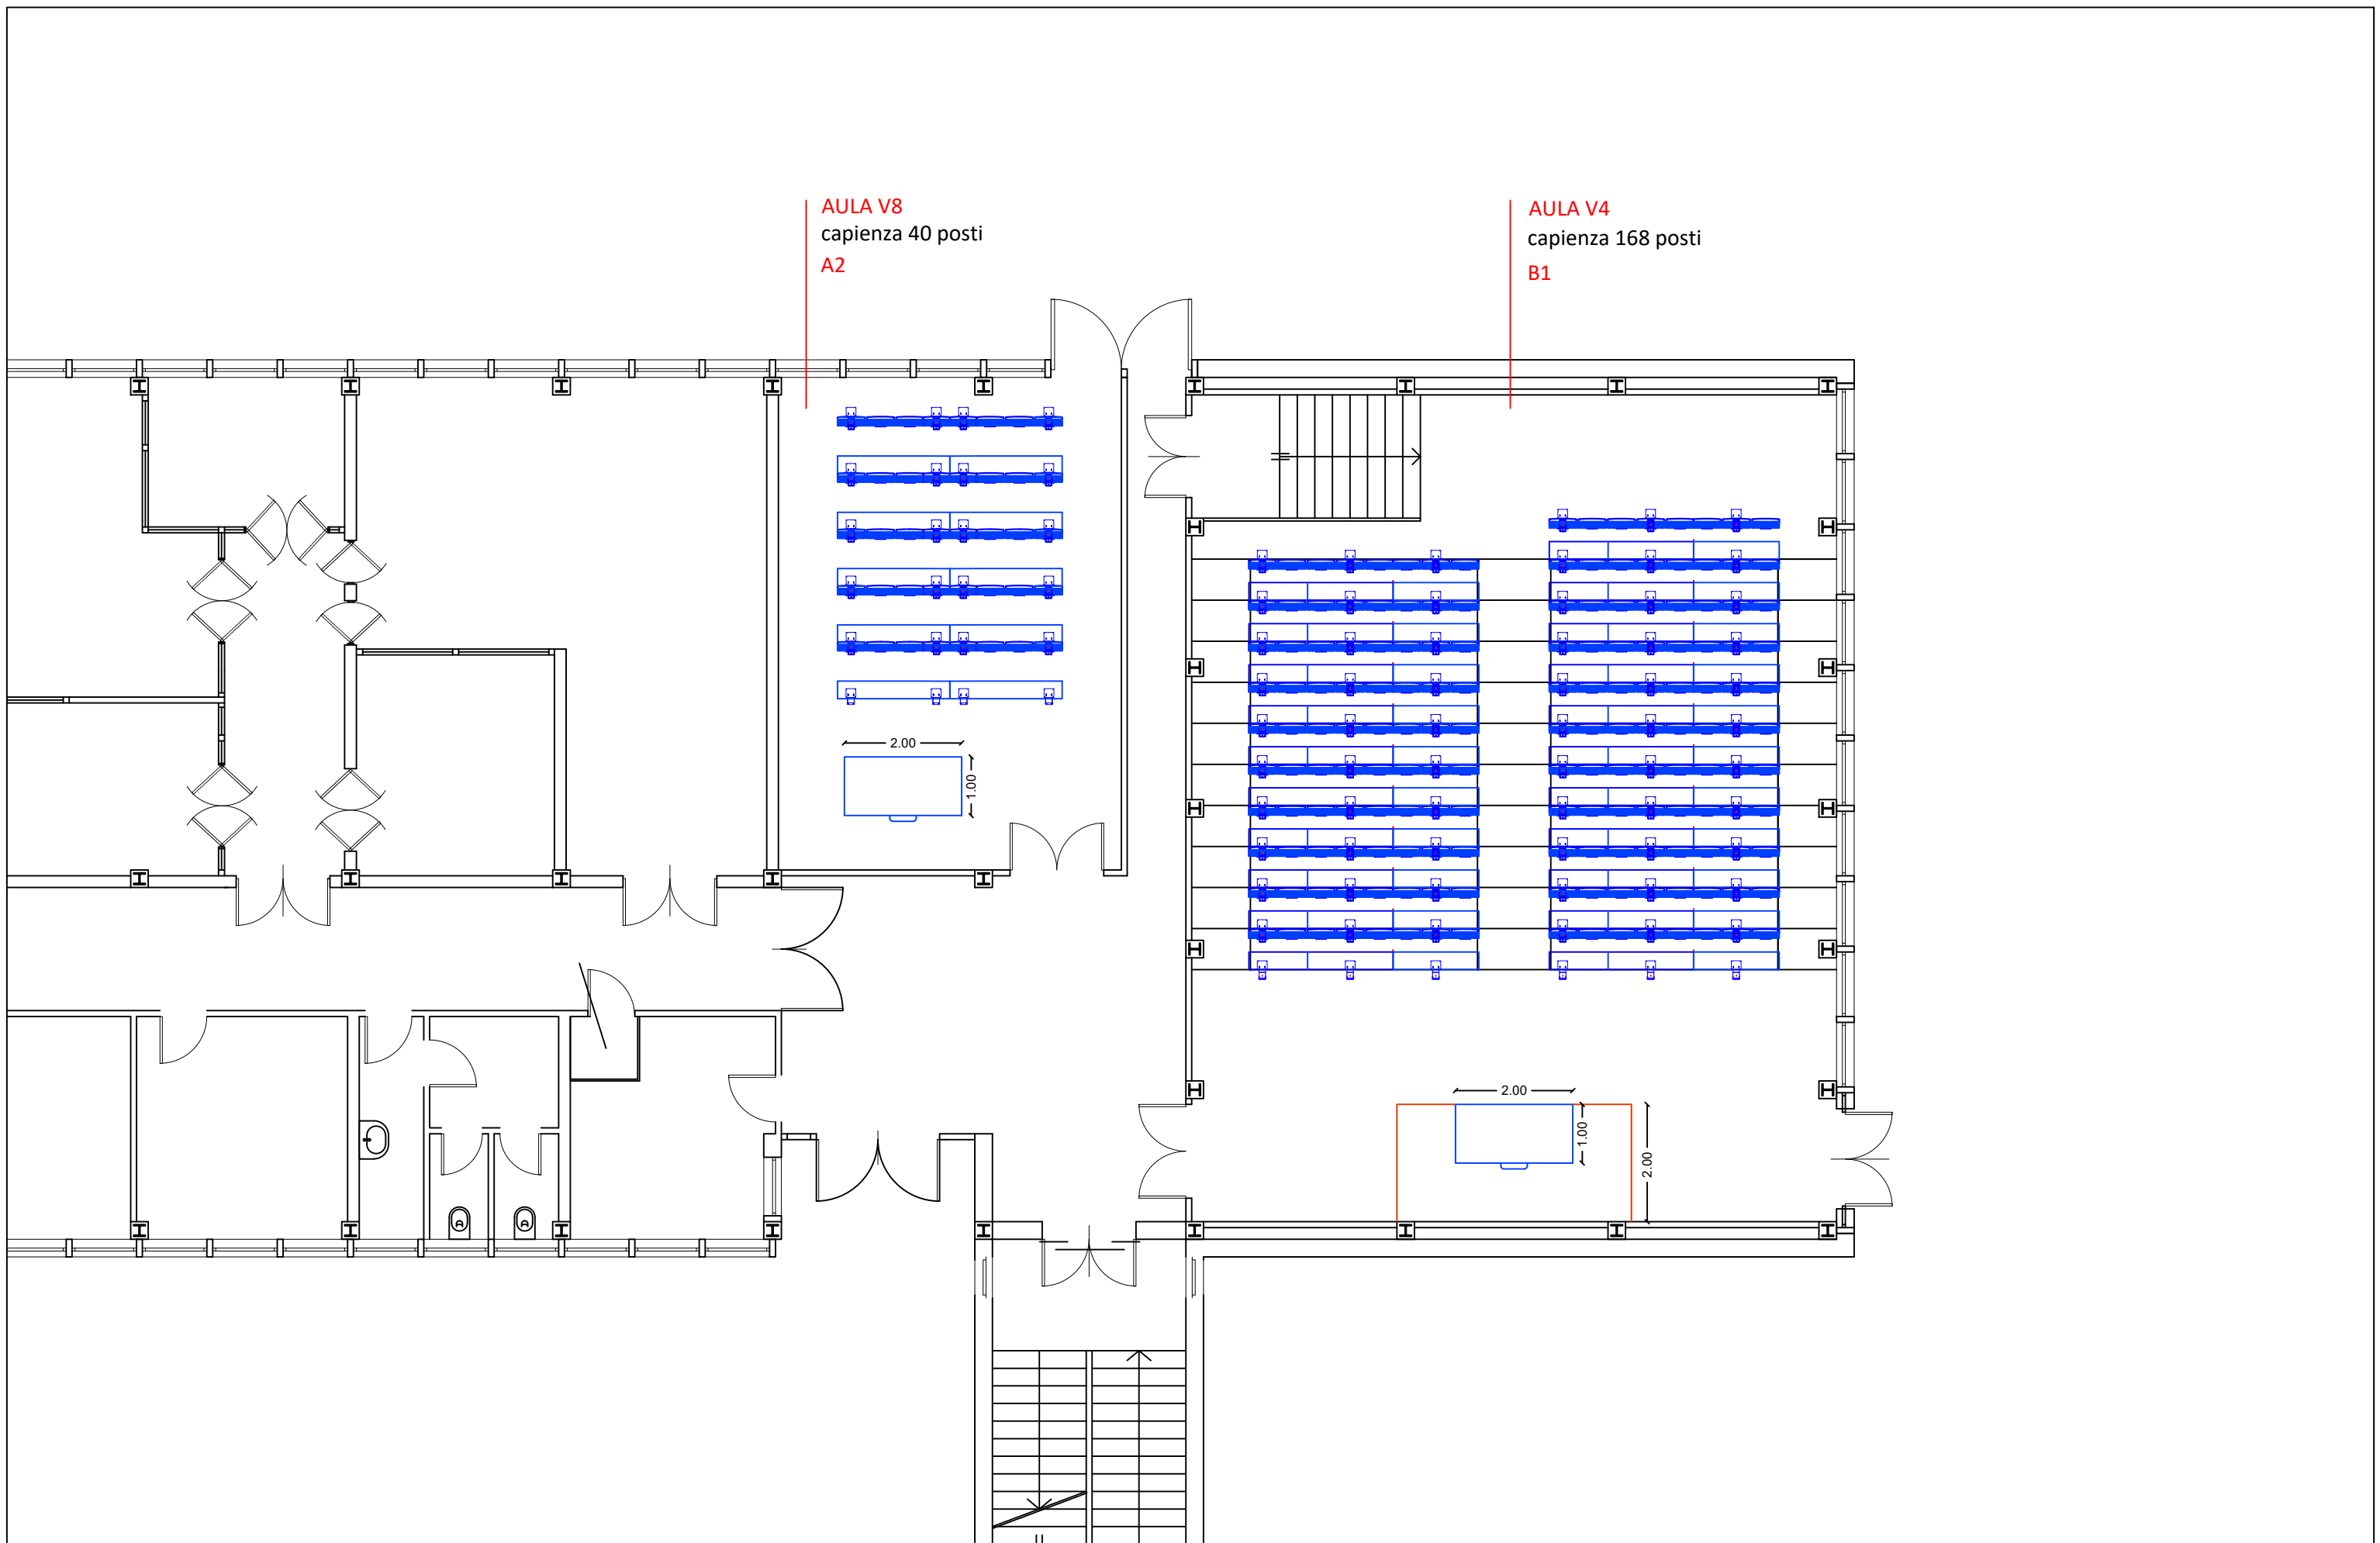 AULA V8
capienza 40 posti
A2
AULA V4
capienza 168 posti
B1
2.00
1.00
2.00
1.00
2.00